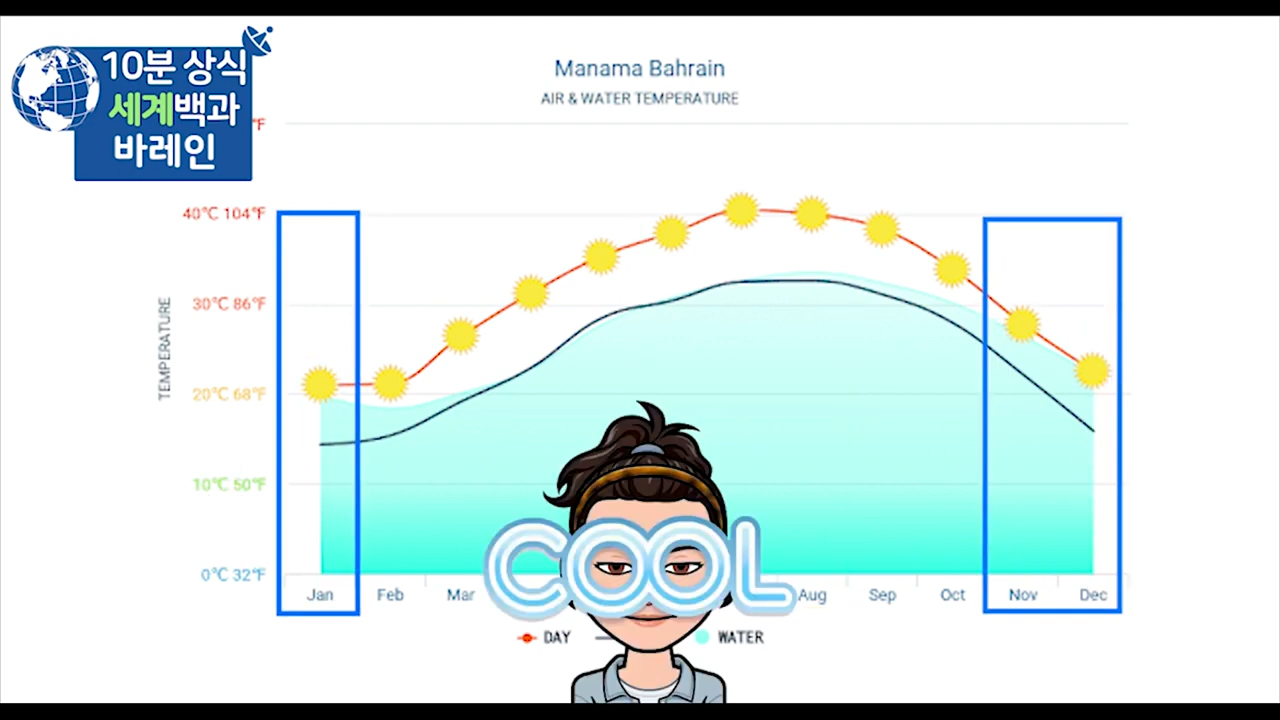 10분 상식
세계백과
바레인
Manama Bahrain
AIR & WATER TEMPERATURE
°F
40°C 104°F
30°C 86°F
20°C 68°F
10°C 50°F
0°C 32°F
TEMPERATURE
COOL
Jan Feb Mar Aug Sep Oct Nov Dec
DAY WATER